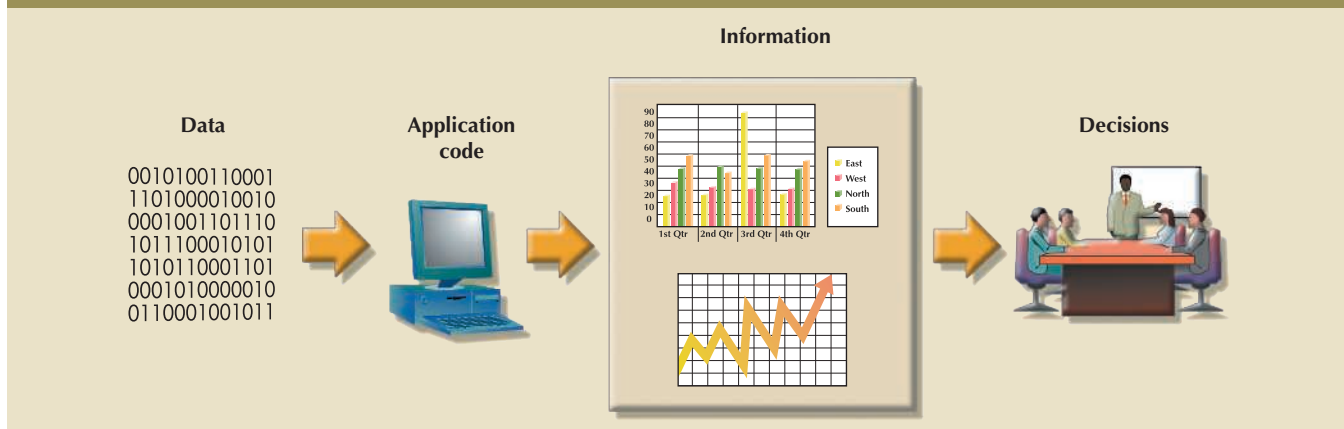 Information
Data
Application
code
Decisions
0010100110001
1101000010010
0001001101110
1011100010101
1010110001101
0001010000010
0110001001011
90
80
70
60
50
40
30
20
10
0
1st Qtr 2nd Qtr 3rd Qtr 4th Qtr
East
West
North
South